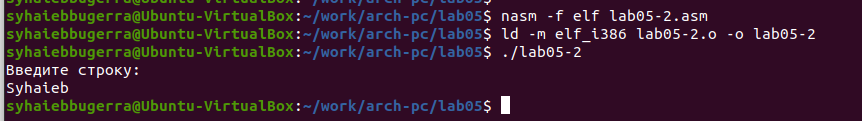 syhaiebbugerra@Ubuntu-VirtualBox:~/work/arch-pc/lab05$ nasm -f elf lab05-2.asm
syhaiebbugerra@Ubuntu-VirtualBox:~/work/arch-pc/lab05$ ld -m elf_i386 lab05-2.o -o lab05-2
syhaiebbugerra@Ubuntu-VirtualBox:~/work/arch-pc/lab05$ ./lab05-2
Введите строку:
Syhaieb
syhaiebbugerra@Ubuntu-VirtualBox:~/work/arch-pc/lab05$